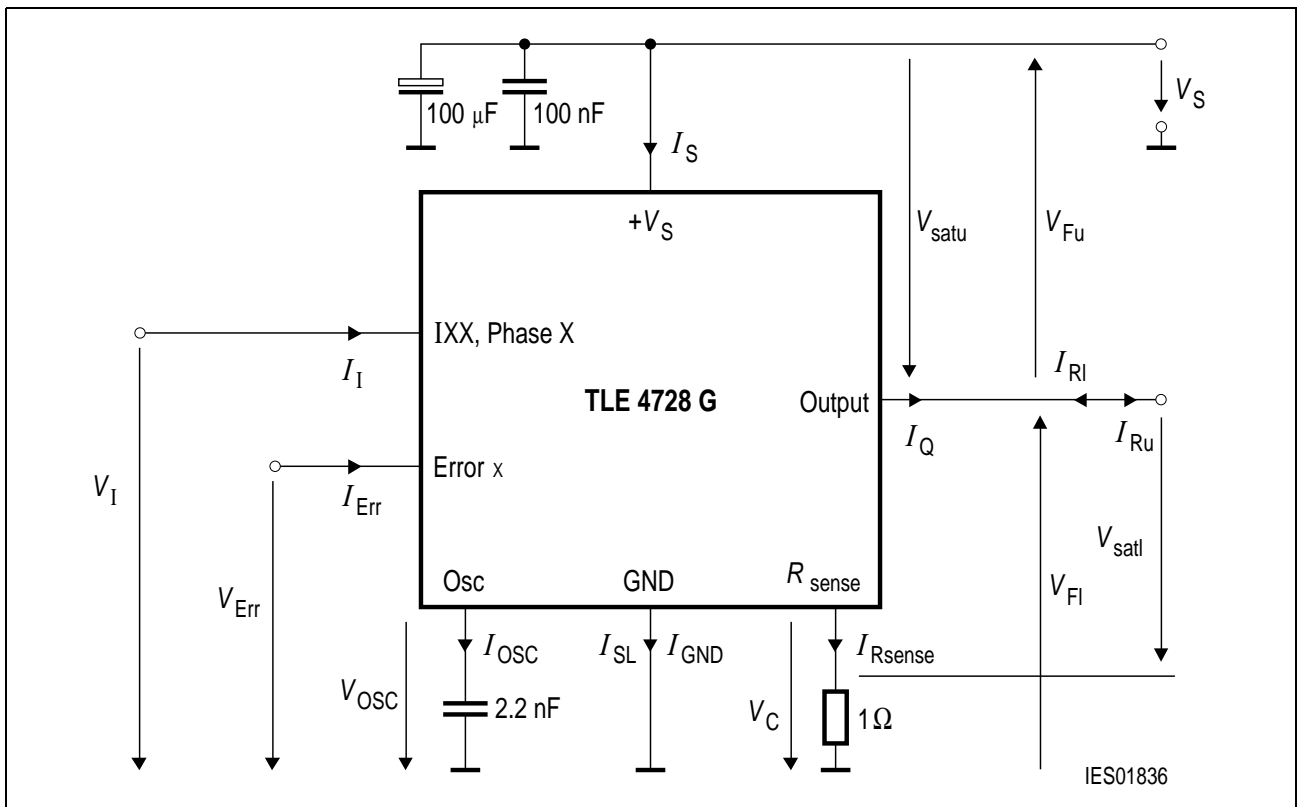 100 μF
100 nF
I_S
V_S
+V_S
V_satu
V_Fu
IXX, Phase X
I_I
TLE 4728 G
Output
I_Rl
I_Q
I_Ru
Error x
I_Err
V_I
V_satl
Osc
GND
R_sense
V_Err
V_Fl
I_OSC
I_SL
I_GND
I_Rsense
V_OSC
2.2 nF
V_C
1 Ω
IES01836